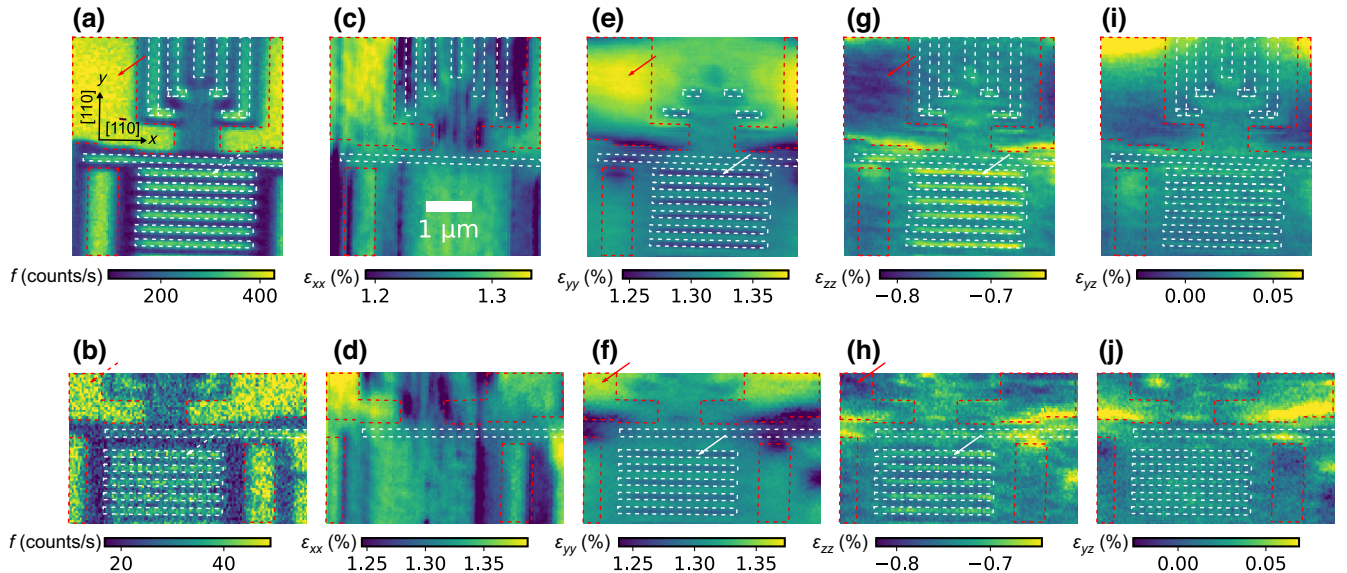 (a) (c) (e) (g) (i)
y
[110]
[11̄0]
x
1 μm
f (counts/s) εxx (%) εyy (%) εzz (%) εyz (%)
200 400 1.2 1.3 1.25 1.30 1.35 −0.8 −0.7 0.00 0.05
(b) (d) (f) (h) (j)
f (counts/s) εxx (%) εyy (%) εzz (%) εyz (%)
20 40 1.25 1.30 1.35 1.25 1.30 1.35 −0.8 −0.7 0.00 0.05